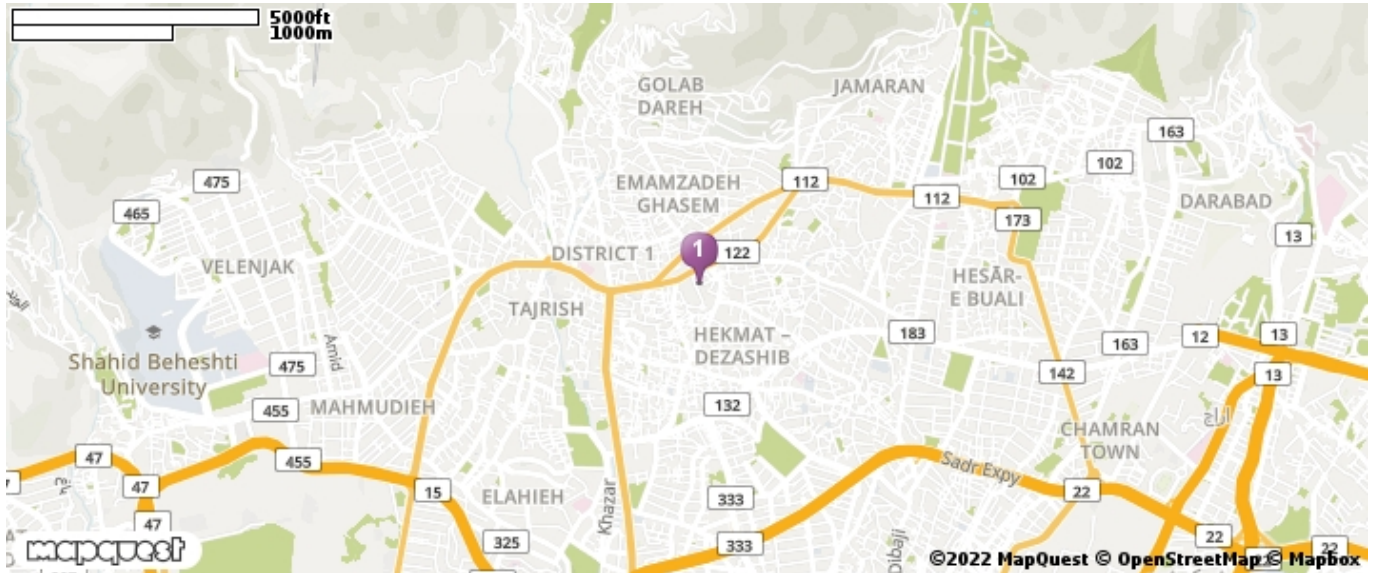 5000ft
1000m
GOLAB
DAREH
JAMARAN
163
102
475
EMAMZADEH
GHASEM
112
102
112
465
173
DARABAD
13
DISTRICT 1
1
122
VELENJAK
HESĀR-
E BUALI
TAJRISH
Shahid Beheshti
University
HEKMAT –
DEZASHIB
183
163
12
13
Amid
475
142
13
455
MAHMUDIEH
132
CHAMRAN
TOWN
47
455
Sadr Expy
47
15
ELAHIEH
Khazar
333
22
47
325
333
Dibaji
22
22
mapquest
©2022 MapQuest © OpenStreetMap © Mapbox